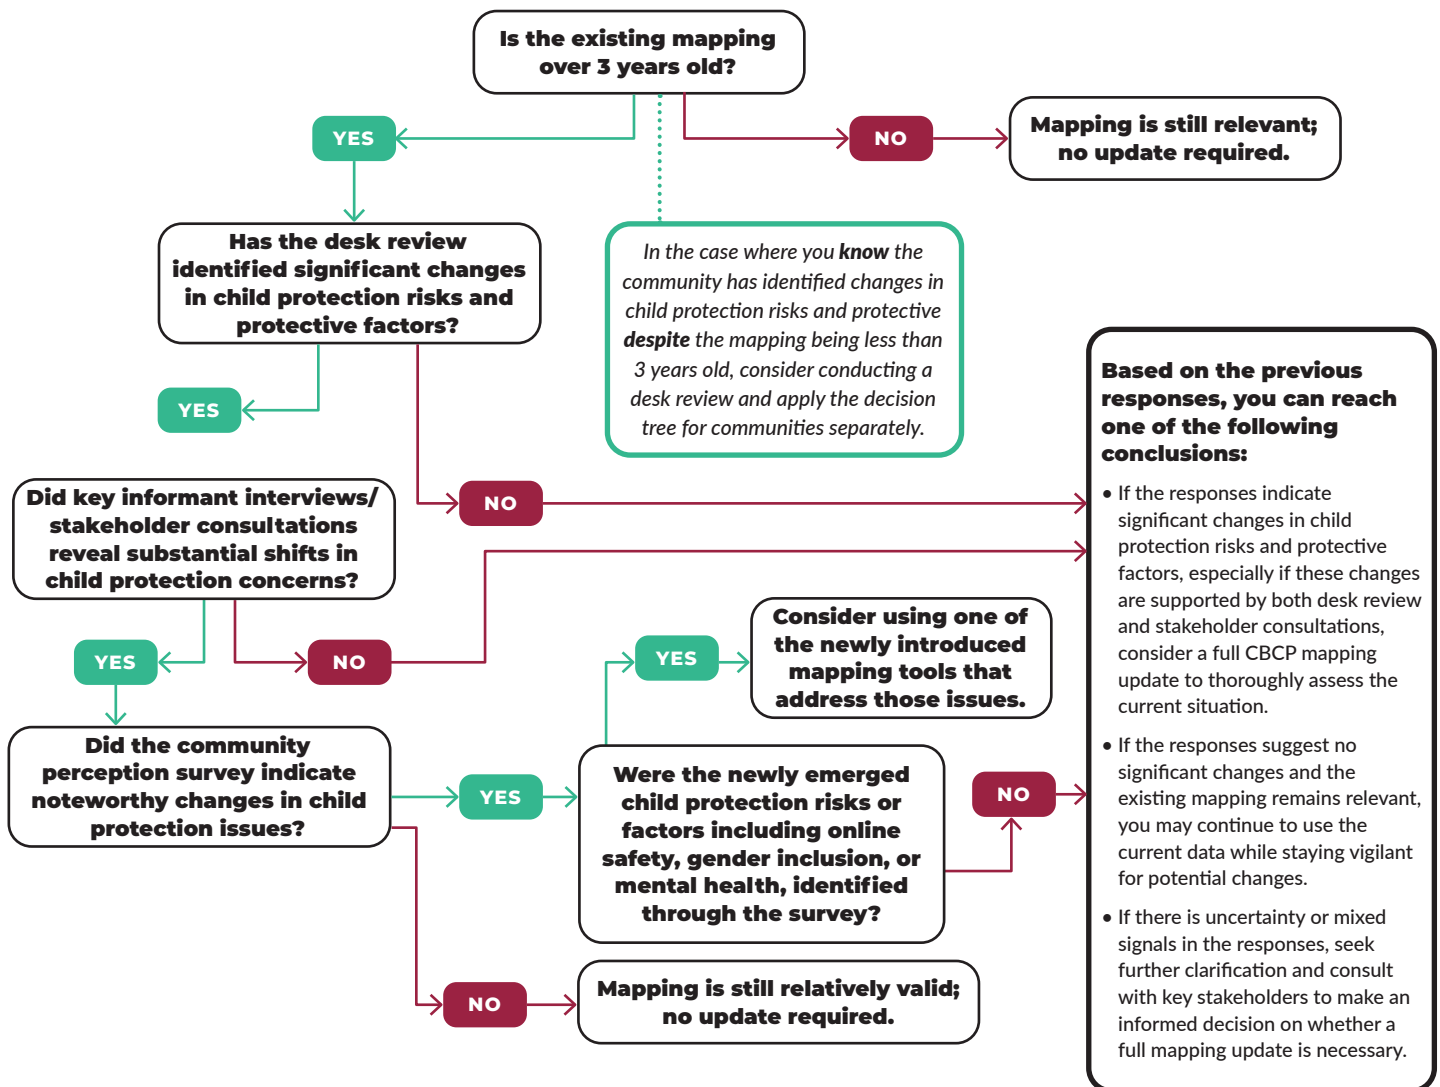 Is the existing mapping
over 3 years old?
YES
NO
Mapping is still relevant;
no update required.
Has the desk review
identified significant changes
in child protection risks and
protective factors?
In the case where you know the
community has identified changes in
child protection risks and protective
despite the mapping being less than
3 years old, consider conducting a
desk review and apply the decision
tree for communities separately.
YES
NO
Did key informant interviews/
stakeholder consultations
reveal substantial shifts in
child protection concerns?
YES
NO
Did the community
perception survey indicate
noteworthy changes in child
protection issues?
YES
NO
Mapping is still relatively valid;
no update required.
Were the newly emerged
child protection risks or
factors including online
safety, gender inclusion, or
mental health, identified
through the survey?
YES
Consider using one of
the newly introduced
mapping tools that
address those issues.
NO
Based on the previous
responses, you can reach
one of the following
conclusions:
• If the responses indicate
significant changes in child
protection risks and protective
factors, especially if these changes
are supported by both desk review
and stakeholder consultations,
consider a full CBCP mapping
update to thoroughly assess the
current situation.
• If the responses suggest no
significant changes and the
existing mapping remains relevant,
you may continue to use the
current data while staying vigilant
for potential changes.
• If there is uncertainty or mixed
signals in the responses, seek
further clarification and consult
with key stakeholders to make an
informed decision on whether a
full mapping update is necessary.